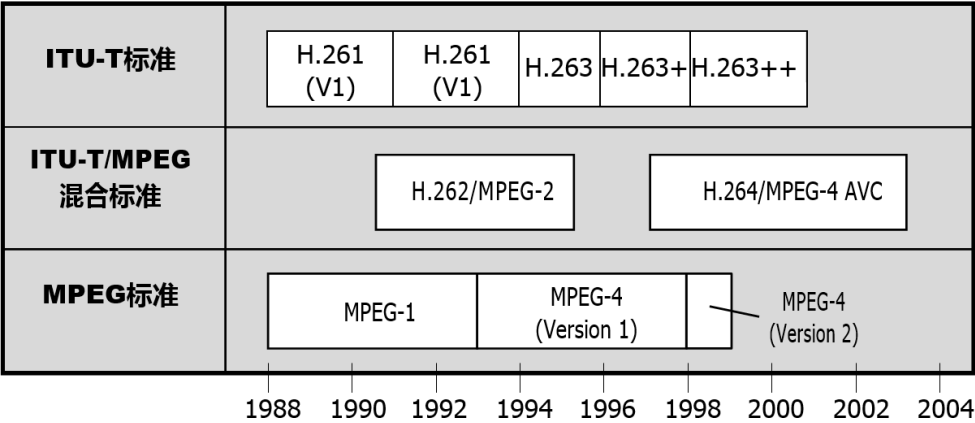 ITU-T标准
H.261
(V1)
H.261
(V1)
H.263
H.263+
H.263++
ITU-T/MPEG
混合标准
H.262/MPEG-2
H.264/MPEG-4 AVC
MPEG标准
MPEG-1
MPEG-4
(Version 1)
MPEG-4
(Version 2)
1988 1990 1992 1994 1996 1998 2000 2002 2004